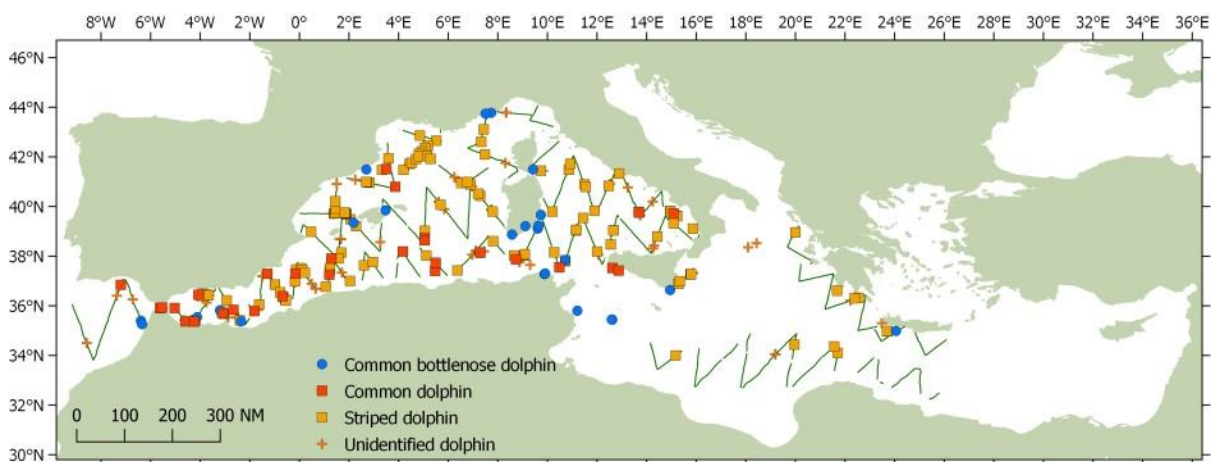 8°W 6°W 4°W 2°W 0° 2°E 4°E 6°E 8°E 10°E 12°E 14°E 16°E 18°E 20°E 22°E 24°E 26°E 28°E 30°E 32°E 34°E 36°E
46°N
44°N
42°N
40°N
38°N
36°N
34°N
32°N
30°N
Common bottlenose dolphin
Common dolphin
Striped dolphin
Unidentified dolphin
0 100 200 300 NM